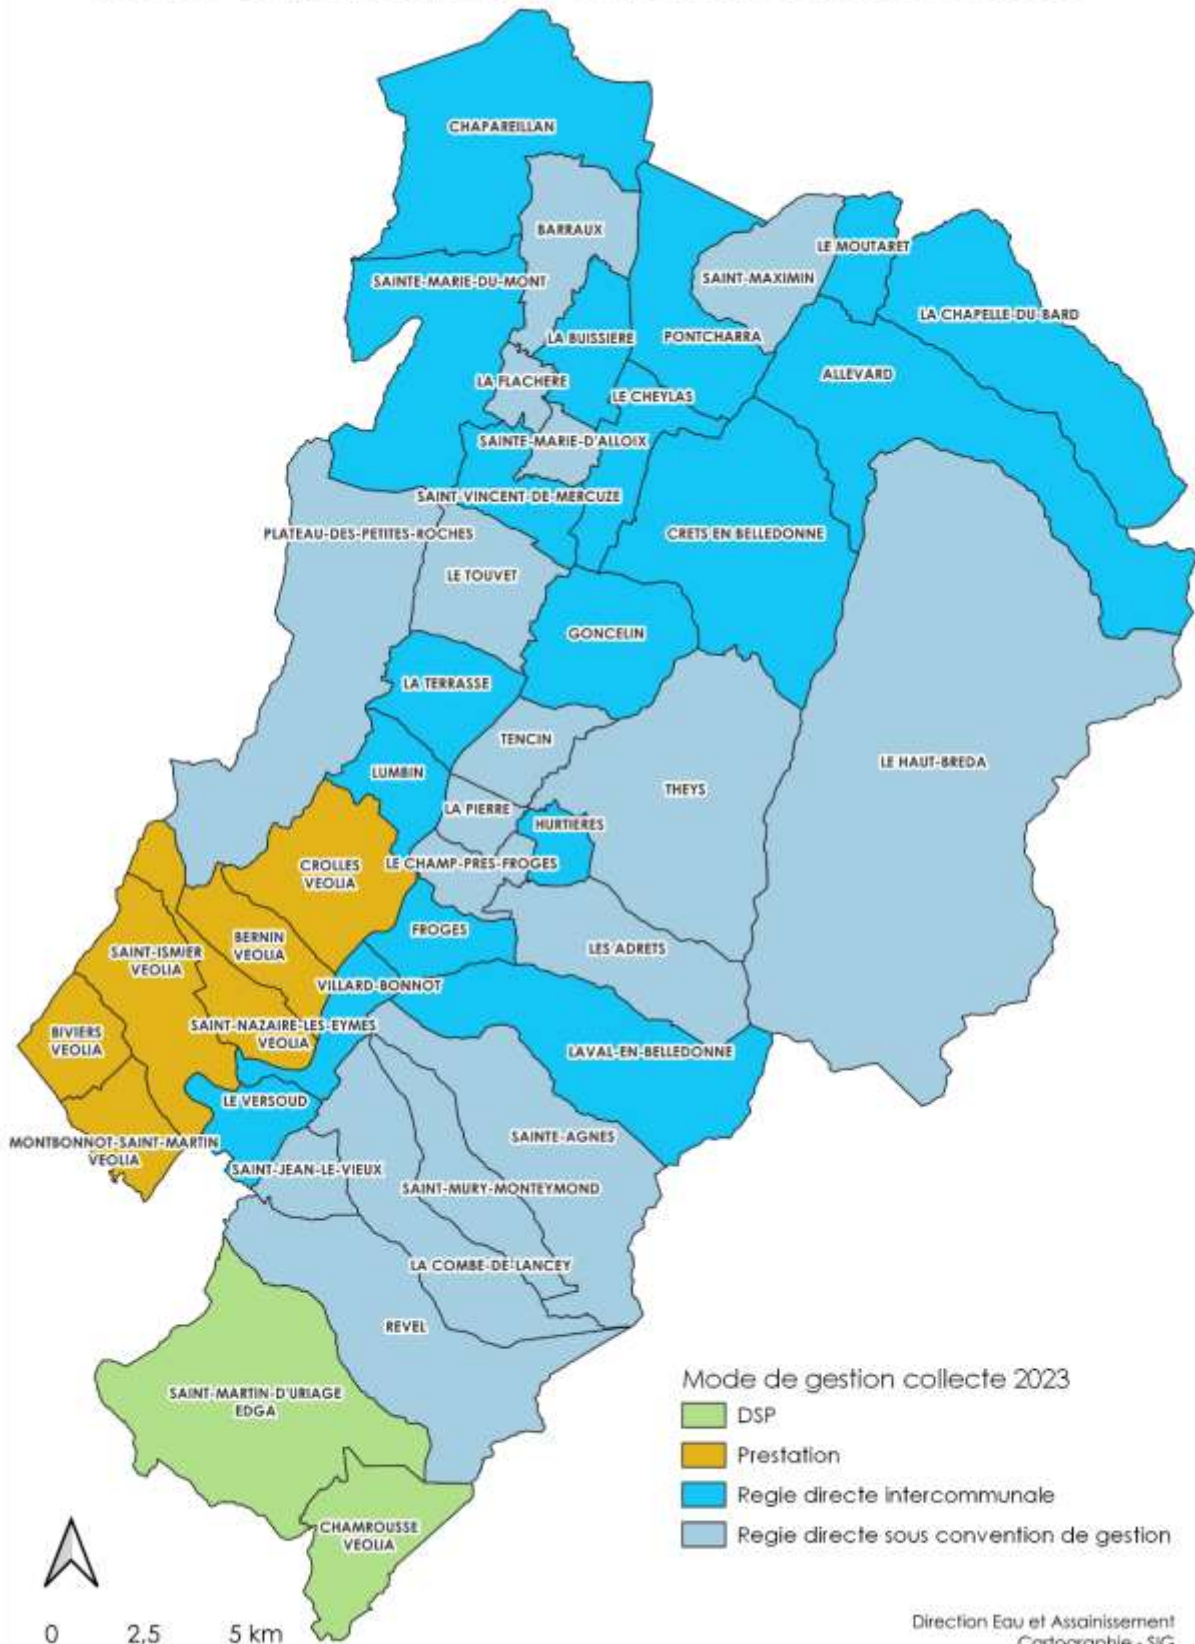 CHAPAREILLAN
BARRAUX
LE MOUTARET
SAINTE-MARIE-DU-MONT
SAINT-MAXIMIN
LA CHAPELLE-DU-BARD
LA BUISSIERE
PONTCHARRA
LA FLACHERE
ALLEVARD
LE CHEYLAS
SAINTE-MARIE-D'ALLOIX
SAINT-VINCENT-DE-MERCUZE
PLATEAU-DES-PETITES-ROCHES
CRETS EN BELLEDONNE
LE TOUVET
GONCELIN
LA TERRASSE
TENCIN
LUMBIN
LE HAUT-BREDA
THEYS
LA PIERRE
HURTIERES
CROLLES
VEOLIA
LE CHAMP-PRES-FROGES
FROGES
BERNIN
VEOLIA
LES ADRETS
SAINT-ISMIER
VEOLIA
VILLARD-BONNOT
SAINT-NAZAIRE-LES-EYMES
VEOLIA
BIVIERS
VEOLIA
LAVAL-EN-BELLEDONNE
LE VERSOUD
MONTBONNOT-SAINT-MARTIN
VEOLIA
SAINTE-AGNES
SAINT-JEAN-LE-VIEUX
SAINT-MURY-MONTEYMOND
LA COMBE-DE-LANCEY
REVEL
SAINT-MARTIN-D'URIAGE
EDGA
CHAMROUSSE
VEOLIA
Mode de gestion collecte 2023
DSP
Prestation
Regie directe intercommunale
Regie directe sous convention de gestion
0 2,5 5 km
Direction Eau et Assainissement
Cartographie - SIG